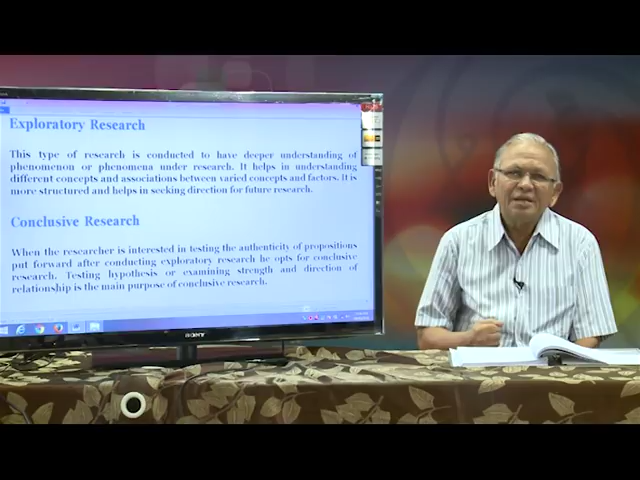 Exploratory Research
This type of research is conducted to have deeper understanding of
phenomenon or phenomena under research. It helps in understanding
different concepts and associations between varied concepts and factors. It is
more structured and helps in seeking direction for future research.
Conclusive Research
When the researcher is interested in testing the authenticity of propositions
put forward after conducting exploratory research he opts for conclusive
research. Testing hypothesis or examining strength and direction of
relationship is the main purpose of conclusive research.
SONY